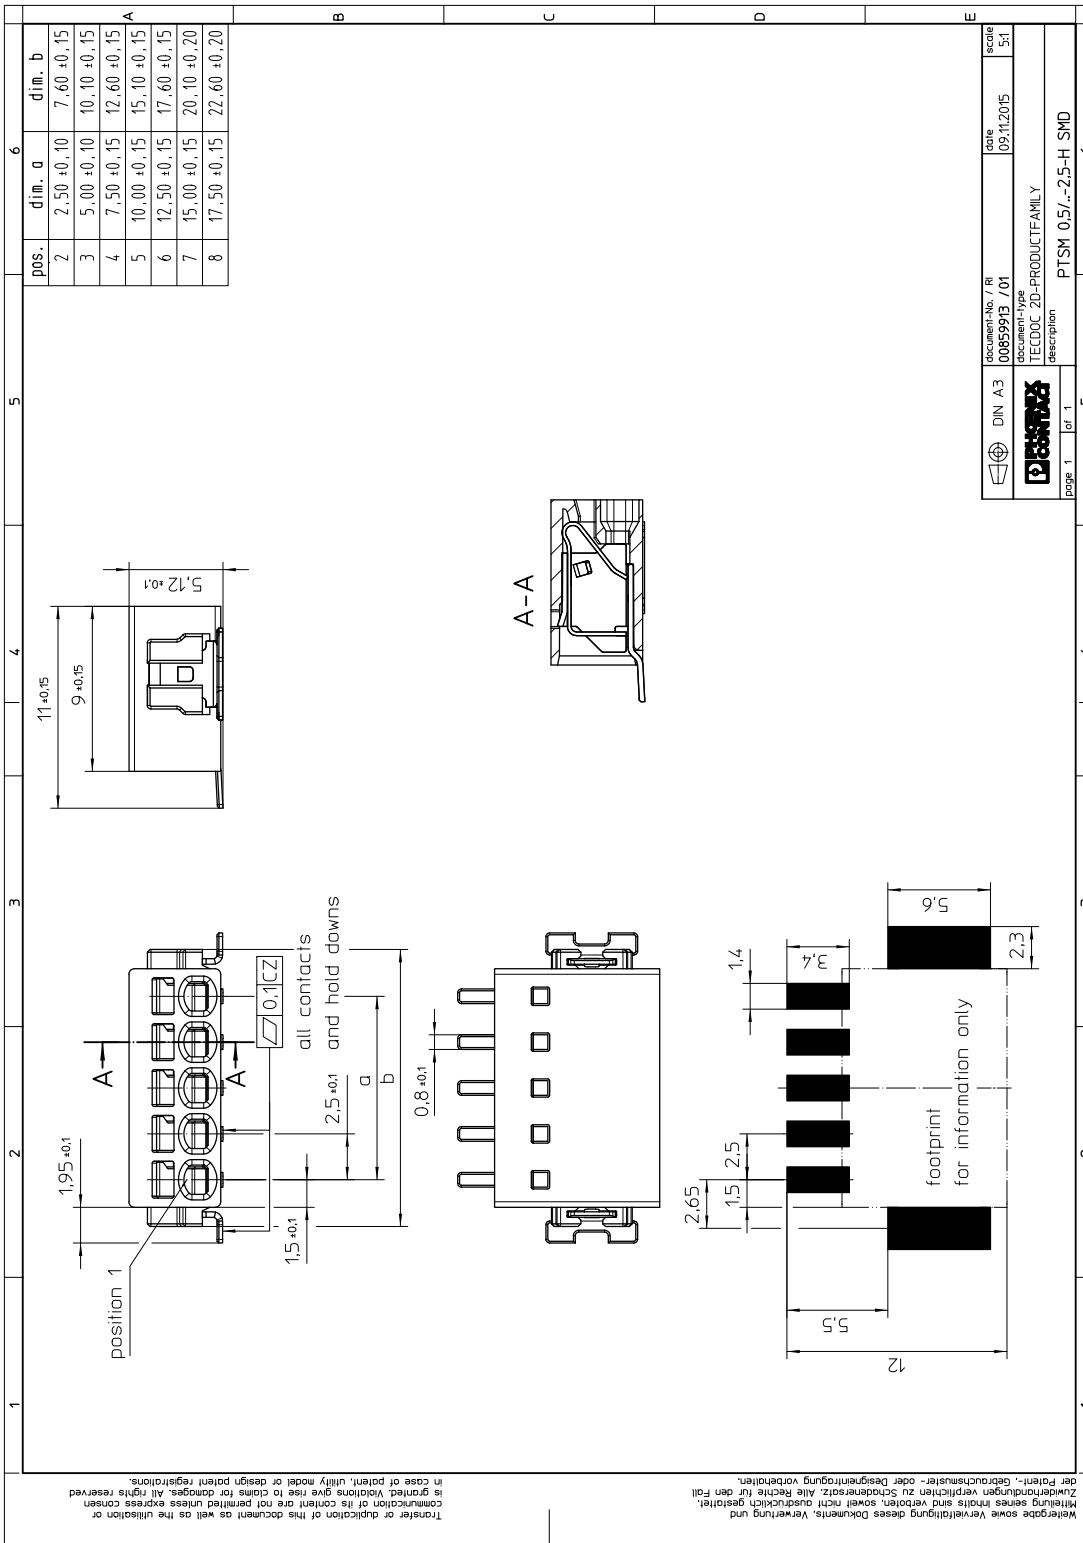 1
2
3
4
5
6
A
B
C
D
E
pos. dim. a dim. b
2 2,50 ±0,10 7,60 ±0,15
3 5,00 ±0,10 10,10 ±0,15
4 7,50 ±0,15 12,60 ±0,15
5 10,00 ±0,15 15,10 ±0,15
6 12,50 ±0,15 17,60 ±0,15
7 15,00 ±0,15 20,10 ±0,20
8 17,50 ±0,15 22,60 ±0,20
position 1
1,95 ±0,1
A
A
0,1 CZ
all contacts
and hold downs
1,5 ±0,1
2,5 ±0,1
a
b
11 ±0,15
9 ±0,15
5,12 ±0,1
0,8 ±0,1
A-A
2,65
1,5
2,5
1,4
3,4
5,6
2,3
5,5
12
footprint
for information only
DIN A3
document-No. / RI
00859913 / 01
date
09.11.2015
scale
5:1
PHOENIX
CONTACT
document-type
TECDOC 2D-PRODUCTFAMILY
description
PTSM 0,5/..-2,5-H SMD
page 1 of 1
Transfer or duplication of this document as well as the utilisation or
communication of its content are not permitted unless express consen
is granted. Violations give rise to claims for damages. All rights reserved
in case of patent, utility model or design patent registrations.
Weitergabe sowie Vervielfältigung dieses Dokuments, Verwertung und
Mitteilung seines Inhalts sind verboten, soweit nicht ausdrücklich gestattet.
Zuwiderhandlungen verpflichten zu Schadenersatz. Alle Rechte für den Fall
der Patent-, Gebrauchsmuster- oder Designeintragung vorbehalten.